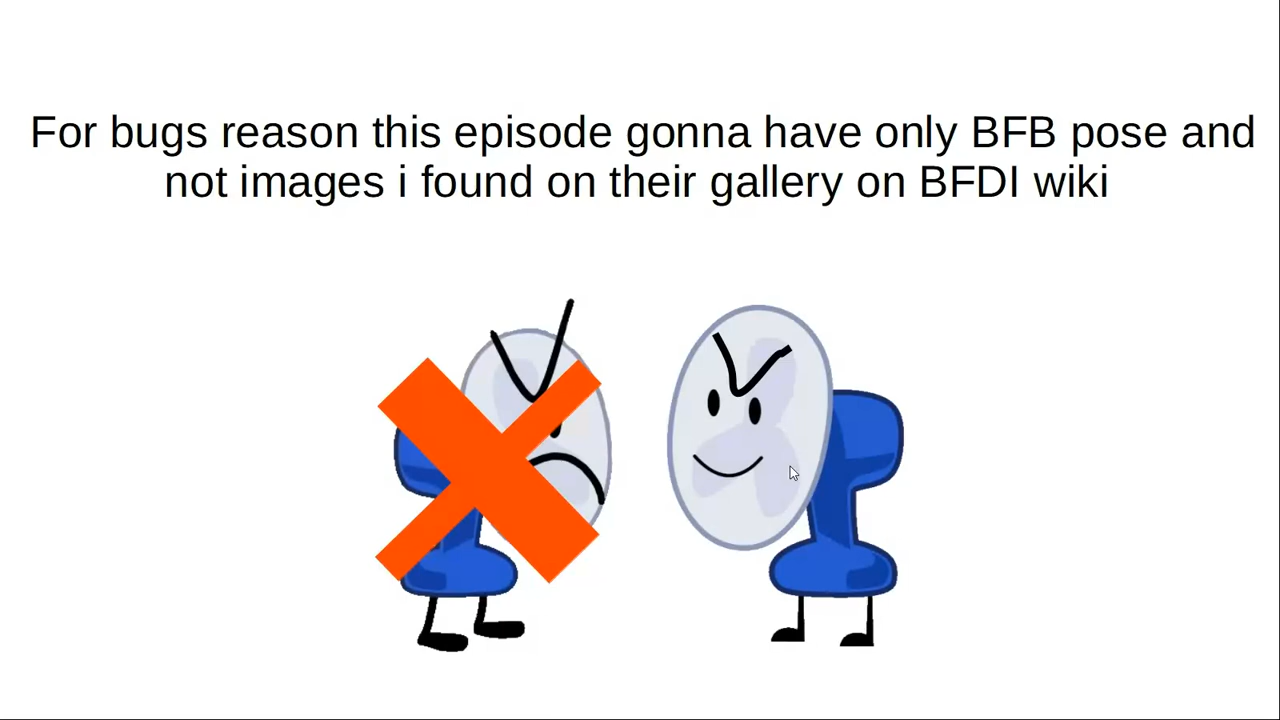 For bugs reason this episode gonna have only BFB pose and
not images i found on their gallery on BFDI wiki